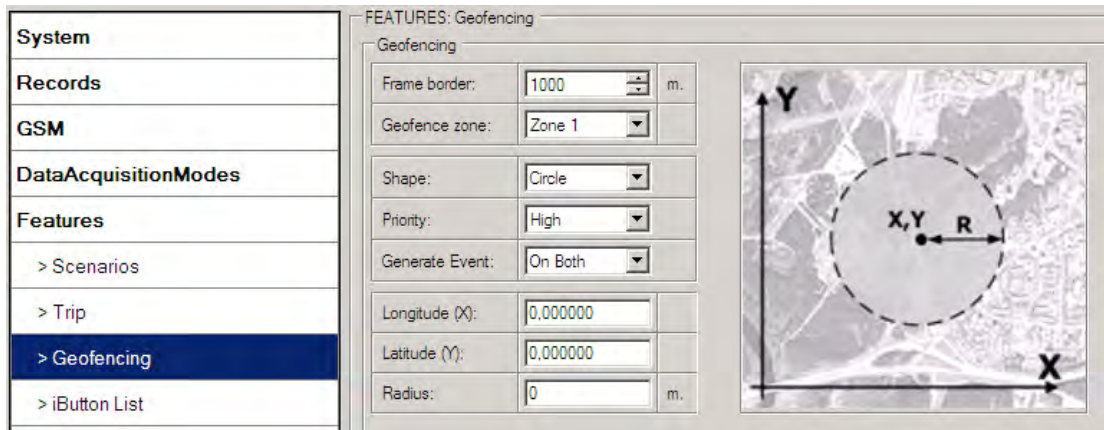 System
Records
GSM
DataAcquisitionModes
Features
> Scenarios
> Trip
> Geofencing
> iButton List
FEATURES: Geofencing
Geofencing
Frame border: 1000 m.
Geofence zone: Zone 1
Shape: Circle
Priority: High
Generate Event: On Both
Longitude (X): 0,000000
Latitude (Y): 0,000000
Radius: 0 m.
Y
X,Y R
X